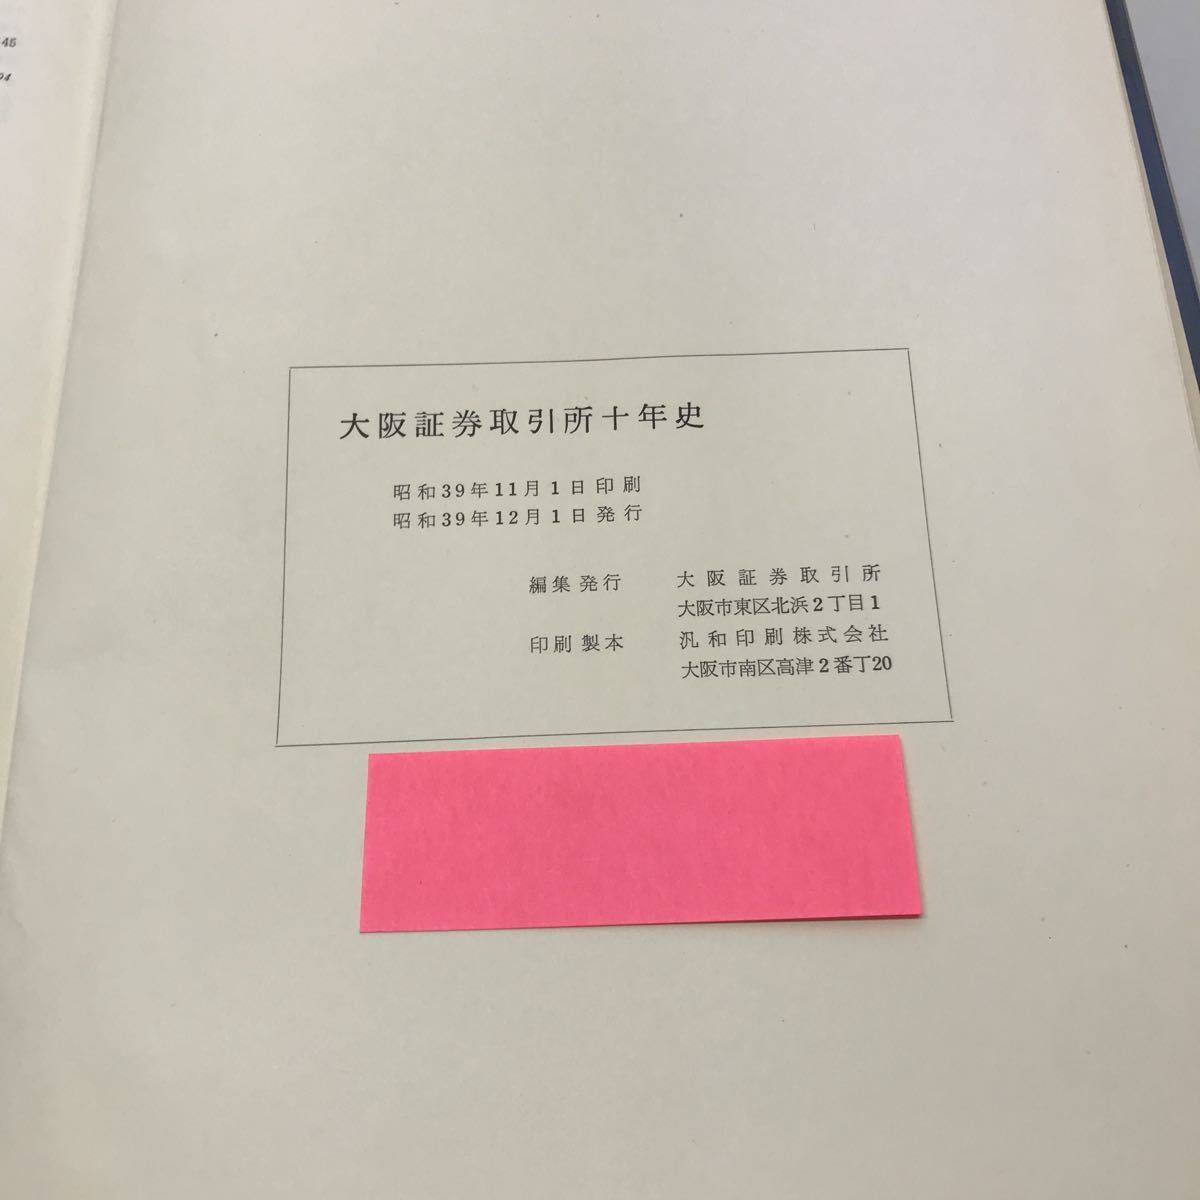 45
94
大阪証券取引所十年史
昭和39年11月1日印刷
昭和39年12月1日発行
編集発行 大阪証券取引所
大阪市東区北浜2丁目1
印刷製本 汎和印刷株式会社
大阪市南区高津2番丁20